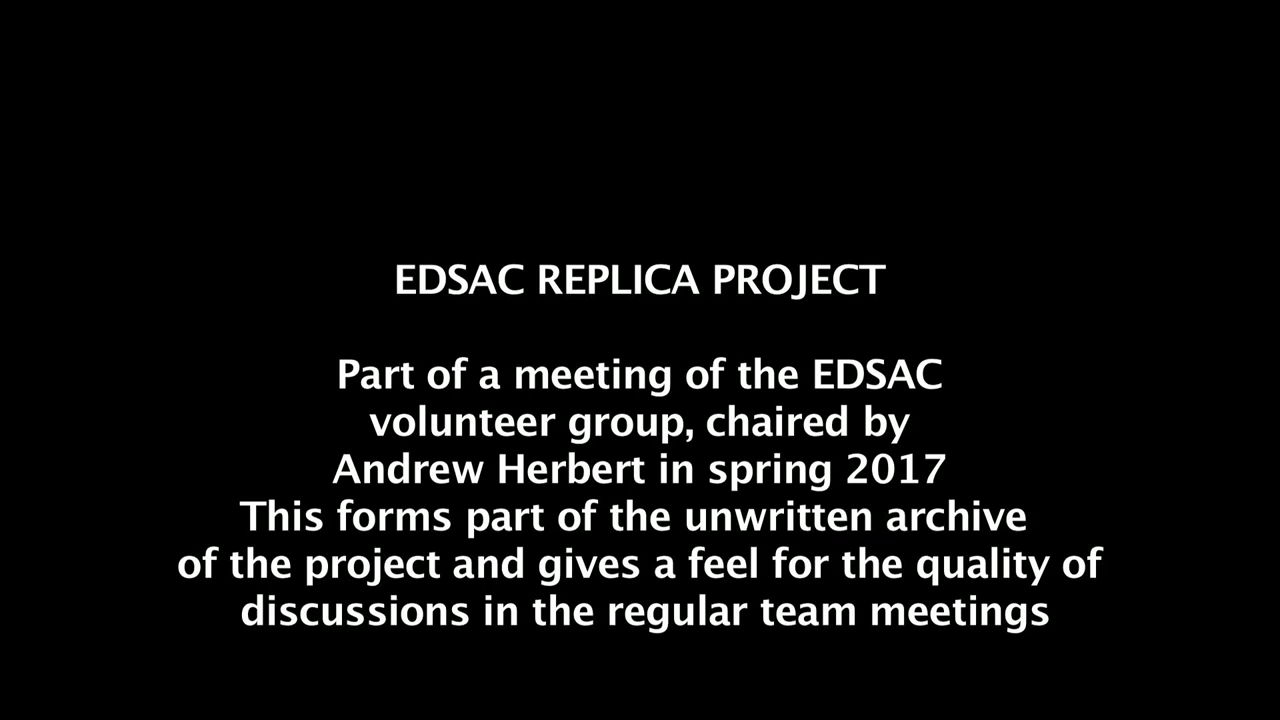 EDSAC REPLICA PROJECT
Part of a meeting of the EDSAC
volunteer group, chaired by
Andrew Herbert in spring 2017
This forms part of the unwritten archive
of the project and gives a feel for the quality of
discussions in the regular team meetings